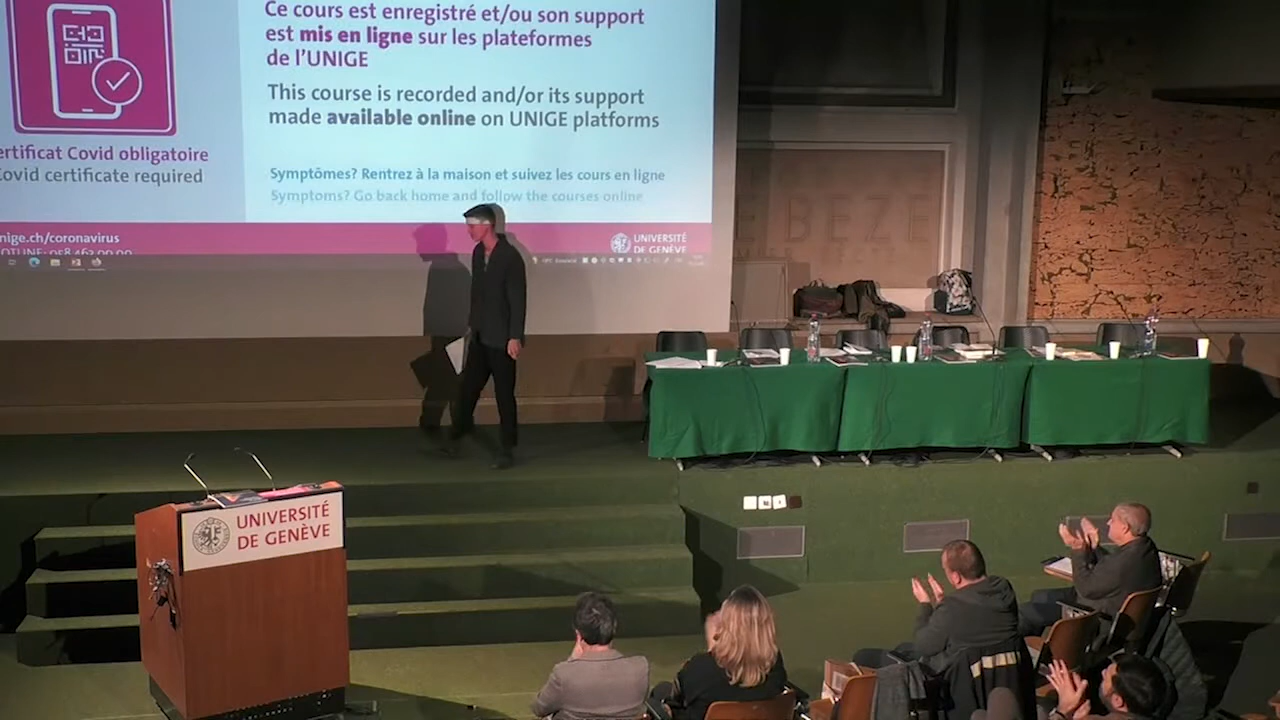 Ce cours est enregistré et/ou son support
est mis en ligne sur les plateformes
de l'UNIGE
This course is recorded and/or its support
made available online on UNIGE platforms
ertificat Covid obligatoire
Covid certificate required
Symptômes? Rentrez à la maison et suivez les cours en ligne
Symptoms? Go back home and follow the courses online
nige.ch/coronavirus
UNIVERSITÉ
DE GENÈVE
E BEZE
UNIVERSITÉ
DE GENÈVE